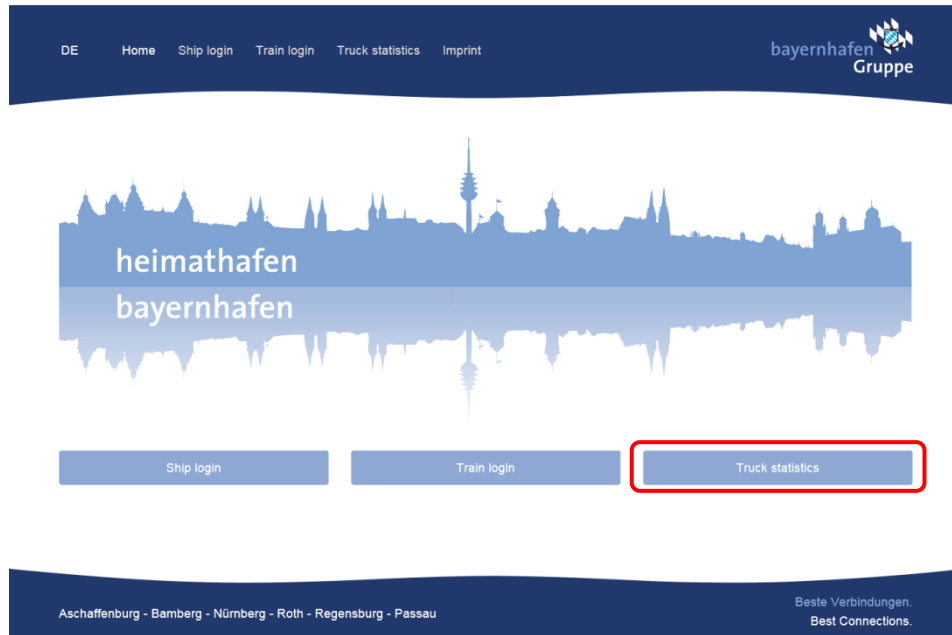 DE Home Ship login Train login Truck statistics Imprint
bayernhafen
Gruppe
heimathafen
bayernhafen
Ship login Train login Truck statistics
Aschaffenburg - Bamberg - Nürnberg - Roth - Regensburg - Passau
Beste Verbindungen.
Best Connections.